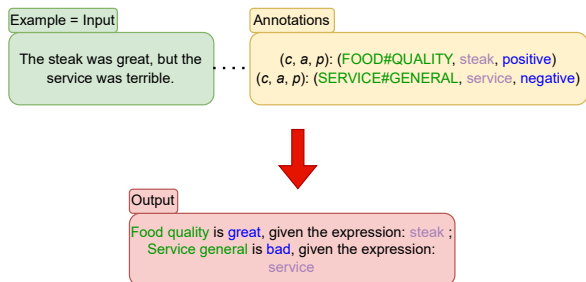 Example = Input
The steak was great, but the
service was terrible.
....
Annotations
(c, a, p): (FOOD#QUALITY, steak, positive)
(c, a, p): (SERVICE#GENERAL, service, negative)
Output
Food quality is great, given the expression: steak ;
Service general is bad, given the expression:
service